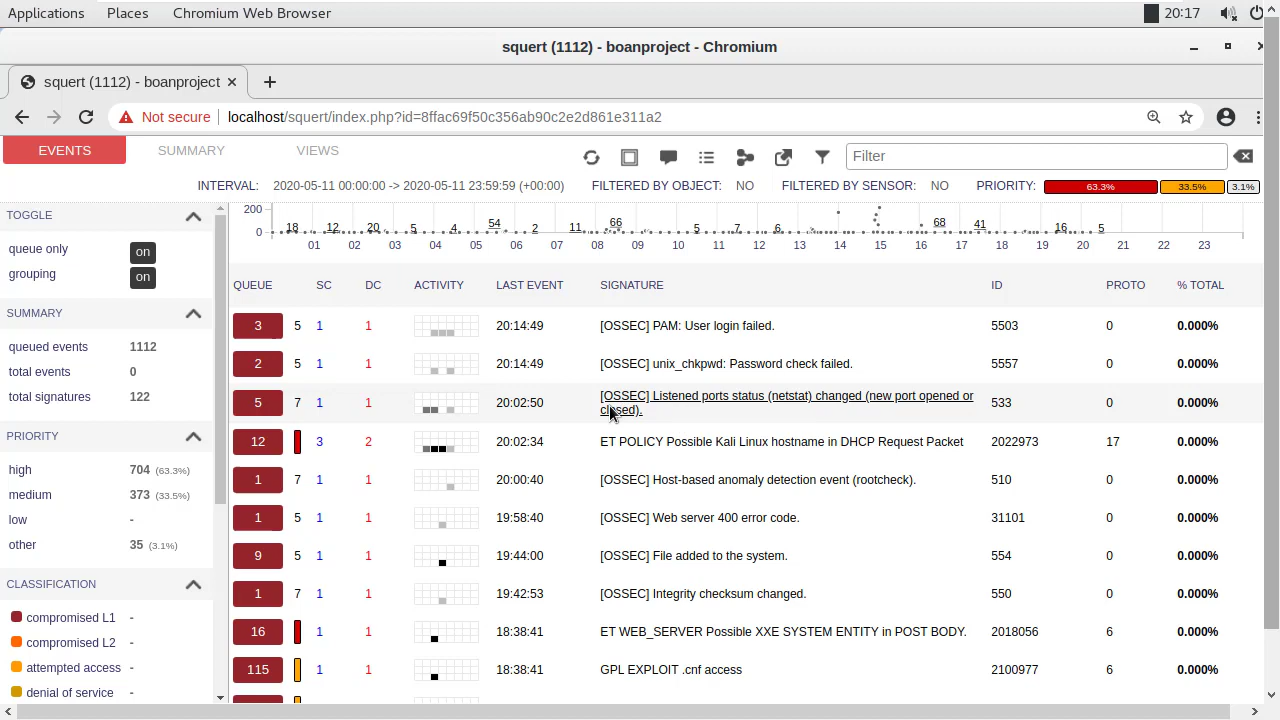 Applications Places Chromium Web Browser 20:17
squert (1112) - boanproject - Chromium
squert (1112) - boanproject
Not secure localhost/squert/index.php?id=8ffac69f50c356ab90c2e2d861e311a2
EVENTS SUMMARY VIEWS Filter
INTERVAL: 2020-05-11 00:00:00 -> 2020-05-11 23:59:59 (+00:00) FILTERED BY OBJECT: NO FILTERED BY SENSOR: NO PRIORITY: 63.3% 33.5% 3.1%
TOGGLE
queue only on
grouping on
SUMMARY
queued events 1112
total events 0
total signatures 122
PRIORITY
high 704 (63.3%)
medium 373 (33.5%)
low -
other 35 (3.1%)
CLASSIFICATION
compromised L1 -
compromised L2 -
attempted access -
denial of service -
200
0
18 12 20 5 4 54 2 11 66 5 7 6 68 41 16 5
01 02 03 04 05 06 07 08 09 10 11 12 13 14 15 16 17 18 19 20 21 22 23
QUEUE SC DC ACTIVITY LAST EVENT SIGNATURE ID PROTO % TOTAL
3 5 1 1 20:14:49 [OSSEC] PAM: User login failed. 5503 0 0.000%
2 5 1 1 20:14:49 [OSSEC] unix_chkpwd: Password check failed. 5557 0 0.000%
5 7 1 1 20:02:50 [OSSEC] Listened ports status (netstat) changed (new port opened or
closed). 533 0 0.000%
12 3 2 20:02:34 ET POLICY Possible Kali Linux hostname in DHCP Request Packet 2022973 17 0.000%
1 7 1 1 20:00:40 [OSSEC] Host-based anomaly detection event (rootcheck). 510 0 0.000%
1 5 1 1 19:58:40 [OSSEC] Web server 400 error code. 31101 0 0.000%
9 5 1 1 19:44:00 [OSSEC] File added to the system. 554 0 0.000%
1 7 1 1 19:42:53 [OSSEC] Integrity checksum changed. 550 0 0.000%
16 1 1 18:38:41 ET WEB_SERVER Possible XXE SYSTEM ENTITY in POST BODY. 2018056 6 0.000%
115 1 1 18:38:41 GPL EXPLOIT .cnf access 2100977 6 0.000%